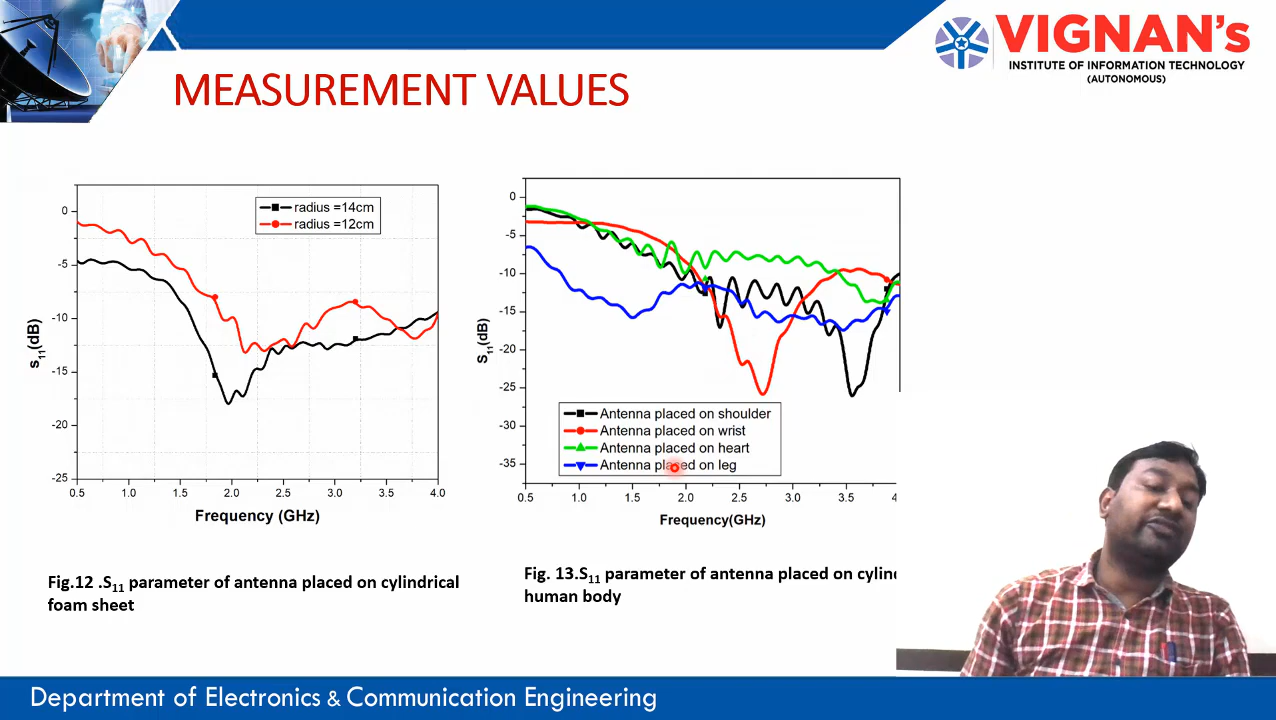 VIGNAN's
INSTITUTE OF INFORMATION TECHNOLOGY
(AUTONOMOUS)
MEASUREMENT VALUES
radius =14cm
radius =12cm
0
-5
-10
-15
-20
-25
S11(dB)
0.5 1.0 1.5 2.0 2.5 3.0 3.5 4.0
Frequency (GHz)
0
-5
-10
-15
-20
-25
-30
-35
S11(dB)
Antenna placed on shoulder
Antenna placed on wrist
Antenna placed on heart
Antenna placed on leg
0.5 1.0 1.5 2.0 2.5 3.0 3.5 4
Frequency(GHz)
Fig.12 .S11 parameter of antenna placed on cylindrical
foam sheet
Fig. 13.S11 parameter of antenna placed on cylin
human body
Department of Electronics & Communication Engineering